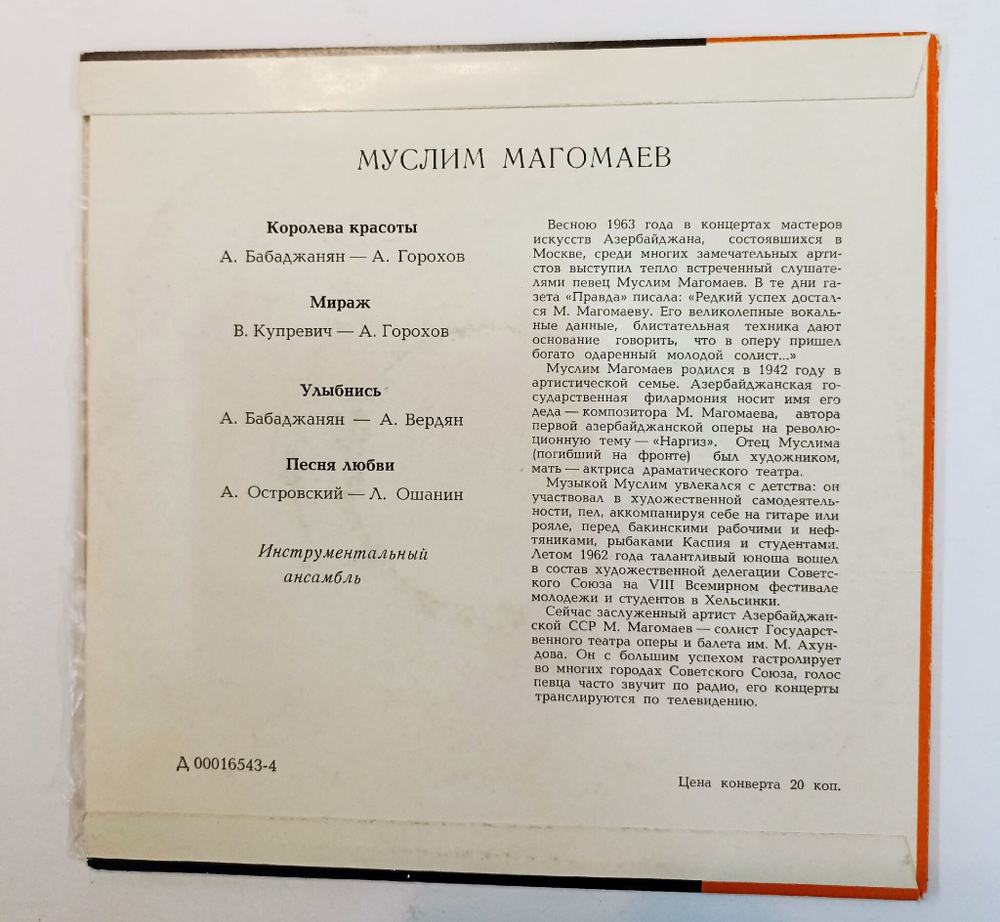 МУСЛИМ МАГОМАЕВ
Королева красоты
А. Бабаджанян — А. Горохов
Мираж
В. Купревич — А. Горохов
Улыбнись
А. Бабаджанян — А. Вердян
Песня любви
А. Островский — Л. Ошанин
Инструментальный
ансамбль
Весною 1963 года в концертах мастеров
искусств Азербайджана, состоявшихся в
Москве, среди многих замечательных арти-
стов выступил тепло встреченный слушате-
лями певец Муслим Магомаев. В те дни га-
зета «Правда» писала: «Редкий успех достал-
ся М. Магомаеву. Его великолепные вокаль-
ные данные, блистательная техника дают
основание говорить, что в оперу пришел
богато одаренный молодой солист...»
Муслим Магомаев родился в 1942 году в
артистической семье. Азербайджанская го-
сударственная филармония носит имя его
деда — композитора М. Магомаева, автора
первой азербайджанской оперы на револю-
ционную тему — «Наргиз». Отец Муслима
(погибший на фронте) был художником,
мать — актриса драматического театра.
Музыкой Муслим увлекался с детства: он
участвовал в художественной самодеятель-
ности, пел, аккомпанируя себе на гитаре или
рояле, перед бакинскими рабочими и неф-
тяниками, рыбаками Каспия и студентами.
Летом 1962 года талантливый юноша вошел
в состав художественной делегации Советс-
кого Союза на VIII Всемирном фестивале
молодежи и студентов в Хельсинки.
Сейчас заслуженный артист Азербайджан-
ской ССР М. Магомаев — солист Государст-
венного театра оперы и балета им. М. Ахун-
дова. Он с большим успехом гастролирует
во многих городах Советского Союза, голос
певца часто звучит по радио, его концерты
транслируются по телевидению.
Д 00016543-4
Цена конверта 20 коп.